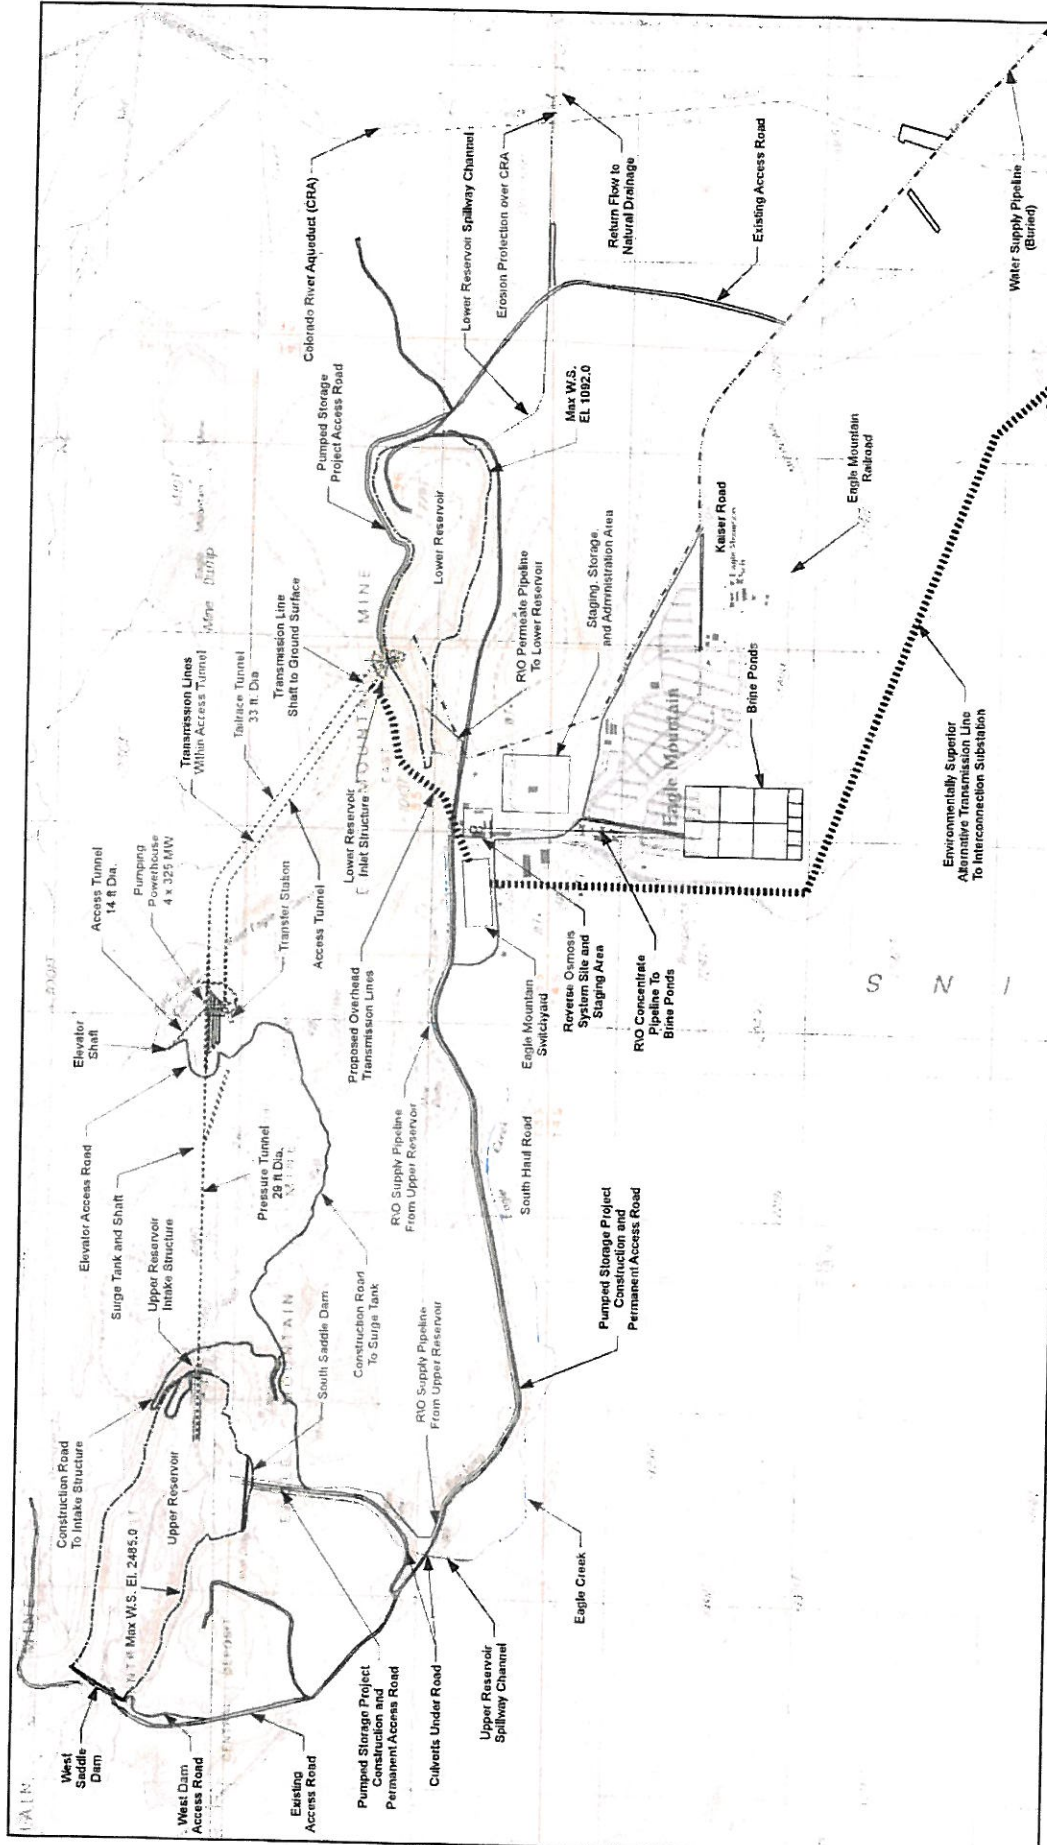 West
Saddle
Dam
West Dam
Access Road
Existing
Access Road
Max W.S. El. 2485.0
Construction Road
To Intake Structure
Upper Reservoir
Pumped Storage Project
Construction and
Permanent Access Road
Culverts Under Road
Upper Reservoir
Spillway Channel
Eagle Creek
South Saddle Dam
Construction Road
To Surge Tank
R\O Supply Pipeline
From Upper Reservoir
Upper Reservoir
Intake Structure
Surge Tank and Shaft
Elevator Access Road
Pressure Tunnel
29 ft Dia.
Pumped Storage Project
Construction and
Permanent Access Road
South Haul Road
R\O Supply Pipeline
From Upper Reservoir
Elevator
Shaft
Access Tunnel
14 ft Dia.
Pumping
Powerhouse
4 x 325 MW
Transfer Station
Access Tunnel
Proposed Overhead
Transmission Lines
Lower Reservoir
Inlet Structure
Eagle Mountain
Switchyard
Reverse Osmosis
System Site and
Staging Area
R\O Concentrate
Pipeline To
Brine Ponds
Transmission Lines
Within Access Tunnel
Tailrace Tunnel
33 ft. Dia
Transmission Line
Shaft to Ground Surface
MOUNTAIN
MINE
Pumped Storage
Project Access Road
Lower Reservoir
R\O Permeate Pipeline
To Lower Reservoir
Staging, Storage,
and Administration Area
Eagle Mountain
Brine Ponds
Kaiser Road
Eagle Mountain
Railroad
Environmentally Superior
Alternative Transmission Line
To Interconnection Substation
Max W.S.
EL 1092.0
Colorado River Aqueduct (CRA)
Lower Reservoir Spillway Channel
Erosion Protection over CRA
Return Flow to
Natural Drainage
Existing Access Road
Water Supply Pipeline
(Buried)
S N I